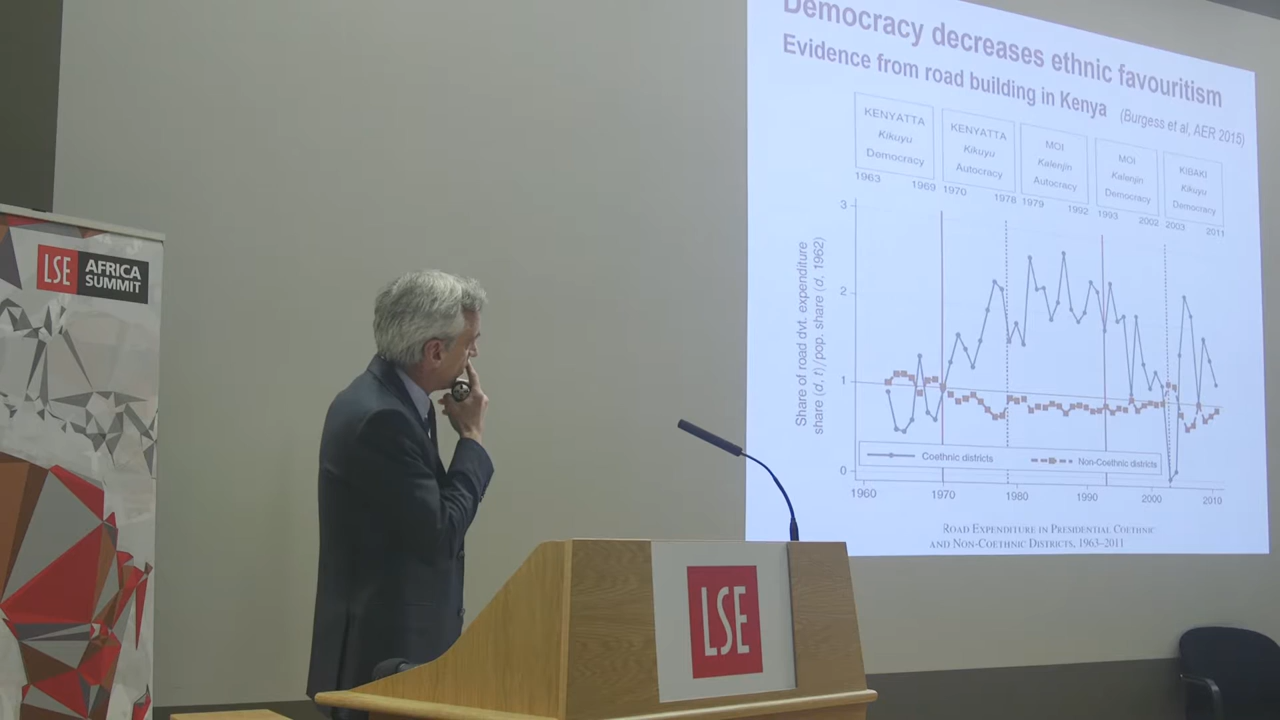 Democracy decreases ethnic favouritism
Evidence from road building in Kenya
(Burgess et al, AER 2015)
KENYATTA
Kikuyu
Democracy
1963 1969
KENYATTA
Kikuyu
Autocracy
1970 1978
MOI
Kalenjin
Autocracy
1979 1992
MOI
Kalenjin
Democracy
1993 2002
KIBAKI
Kikuyu
Democracy
2003 2011
Share of road dvt. expenditure
share (d, t)/pop. share (d, 1962)
3
2
1
0
Coethnic districts
Non-Coethnic districts
1960 1970 1980 1990 2000 2010
ROAD EXPENDITURE IN PRESIDENTIAL COETHNIC
AND NON-COETHNIC DISTRICTS, 1963–2011
LSE
AFRICA
SUMMIT
LSE